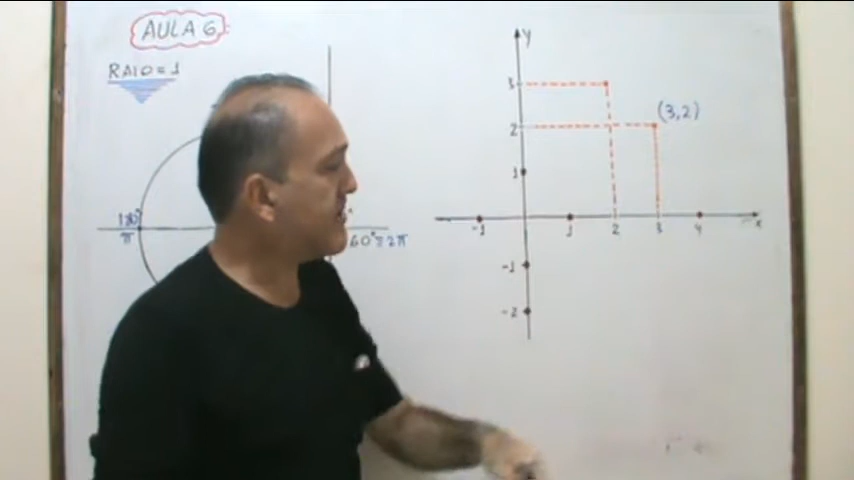 AULA 6
RAIO = 1
180°
π
60° 2π
y
3
2
1
-1
-2
(3,2)
-1
1
2
3
4
x